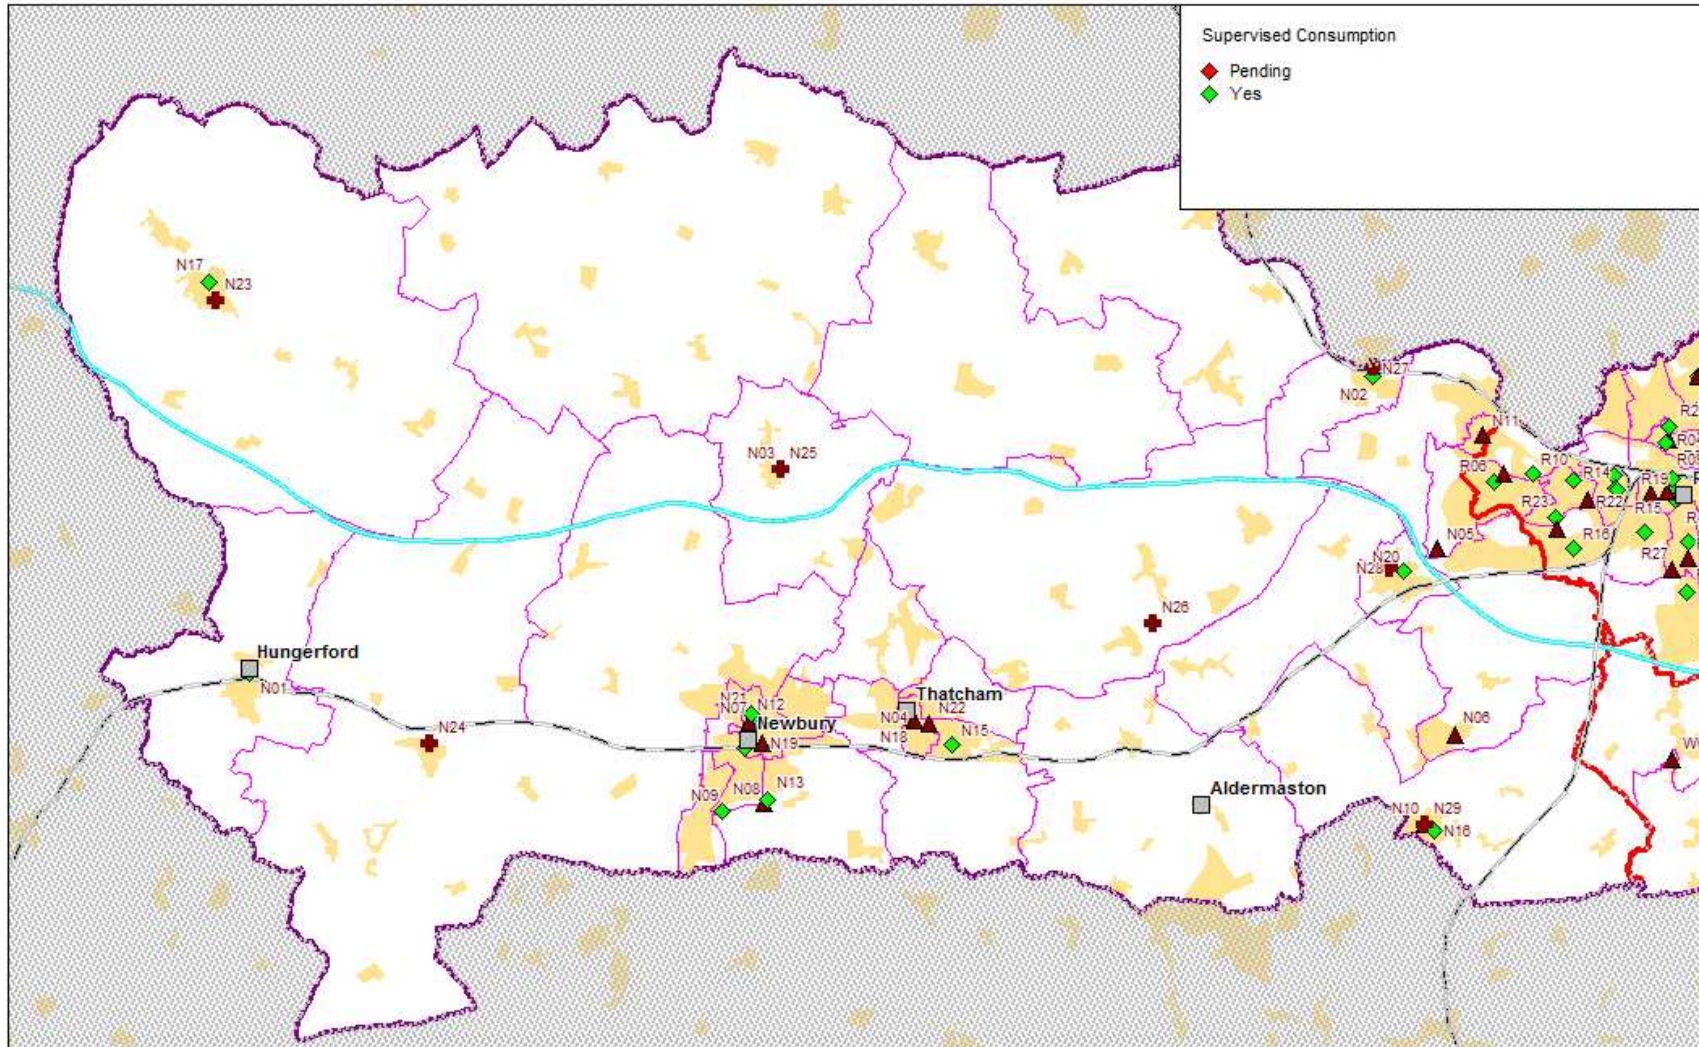 Supervised Consumption
Pending
Yes
N17
N23
N27
N02
N11
R2
R04
N03
N25
R06
R10
R14
R19
R
R23
R22
R15
R
N05
R16
R27
N20
N28
N26
Hungerford
N01
Thatcham
N21
N07
N12
N04
N22
Newbury
N18
N15
N06
N24
N19
Aldermaston
N09
N08
N13
N10
N29
N16